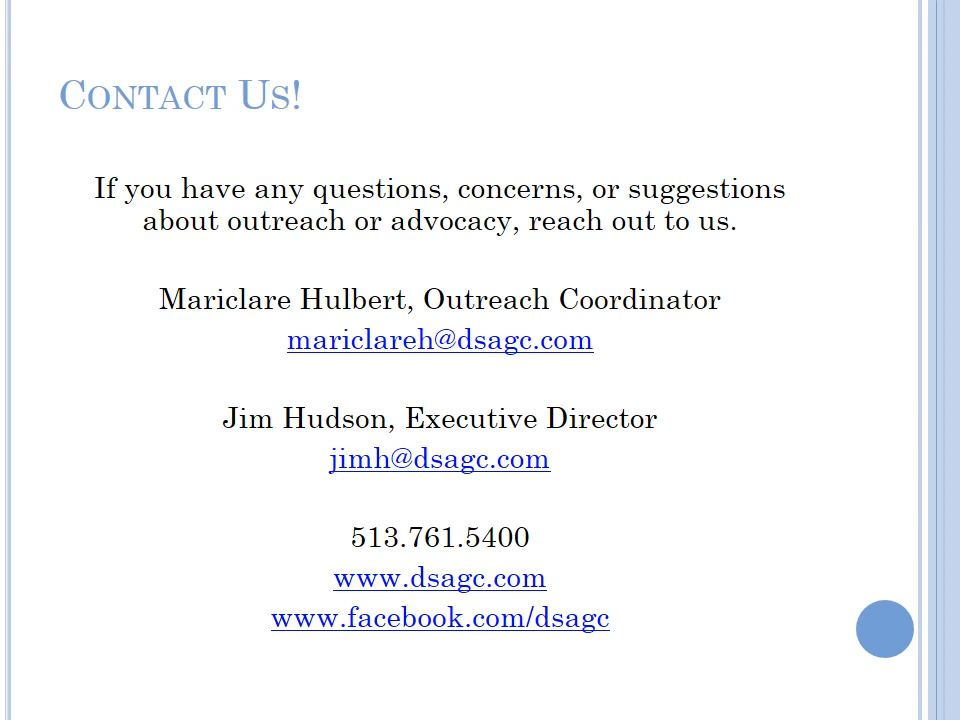 Contact Us!
If you have any questions, concerns, or suggestions
about outreach or advocacy, reach out to us.
Mariclare Hulbert, Outreach Coordinator
mariclareh@dsagc.com
Jim Hudson, Executive Director
jimh@dsagc.com
513.761.5400
www.dsagc.com
www.facebook.com/dsagc